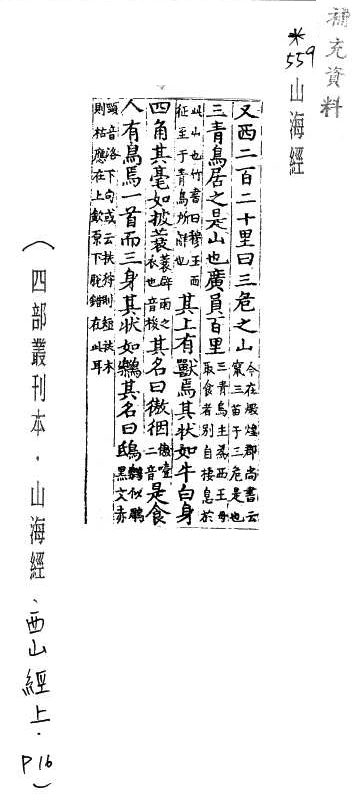 補充資料
*559 山海經
又西二百二十里曰三危之山今在燉煌郡尚書云竄三苗于三危是也
三青鳥居之是山也廣員百里三青鳥主爲西王母取食者別自棲息於
此山也竹書曰穆王西征至于青鳥所解也其上有獸焉其狀如牛白身
四角其毫如披蓑蓑辟雨之衣也音梭其名曰傲𢓨傲噎二音是食
人有鳥焉一首而三身其狀如𪆫其名曰鴟𪆫似鵰黑文赤
頸音洛下句或云扶狩則短扶木則枯應在上欽原下脫錯在此耳
（四部叢刊本．山海經、西山經上．P16）